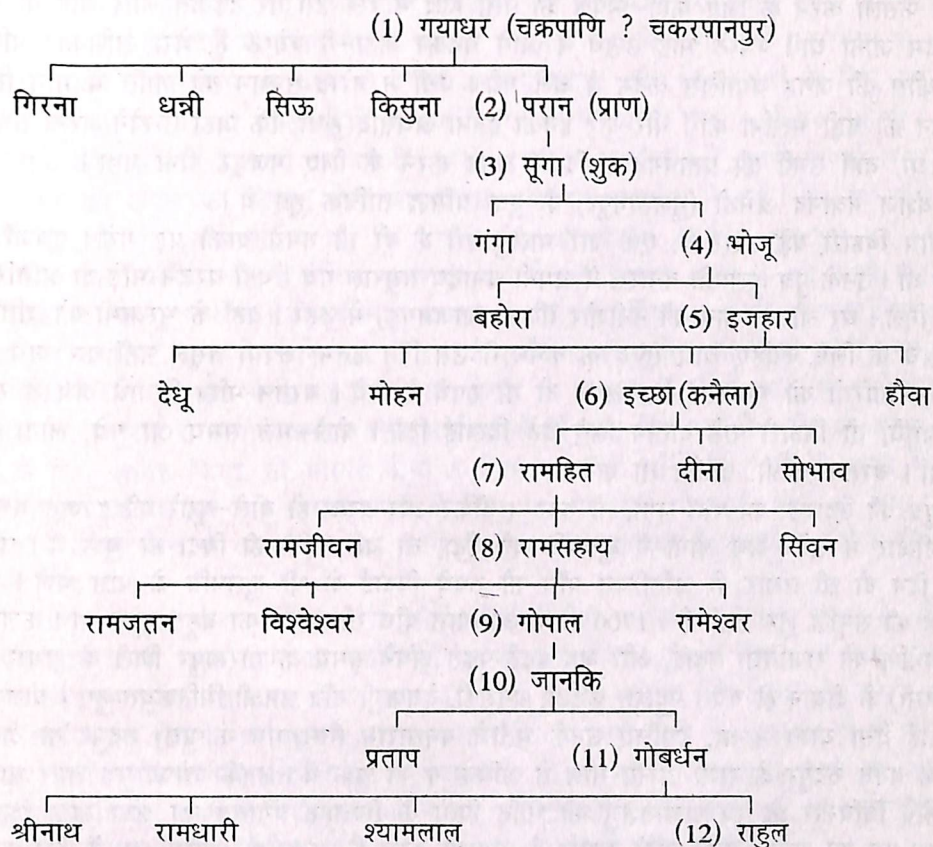 (1) गयाधर (चक्रपाणि ? चकरपानपुर)
गिरना धन्नी सिऊ किसुना (2) परान (प्राण)
(3) सूगा (शुक)
गंगा (4) भोजू
बहोरा (5) इजहार
देधू मोहन (6) इच्छा (कनैला) हौवा
(7) रामहित दीना सोभाव
रामजीवन (8) रामसहाय सिवन
रामजतन विश्वेश्वर (9) गोपाल रामेश्वर
(10) जानकि
प्रताप (11) गोबर्धन
श्रीनाथ रामधारी श्यामलाल (12) राहुल